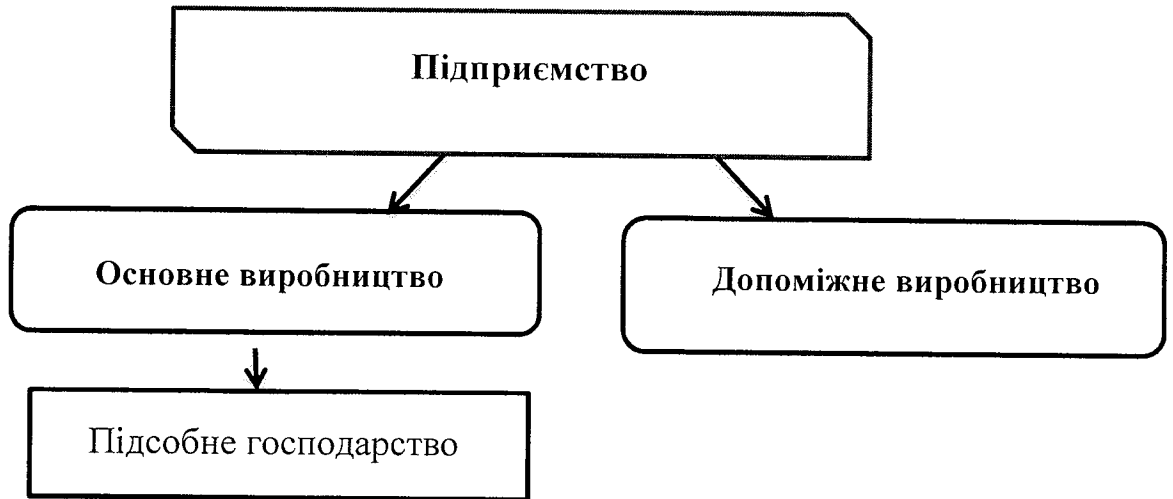 Підприємство
Основне виробництво
Допоміжне виробництво
Підсобне господарство